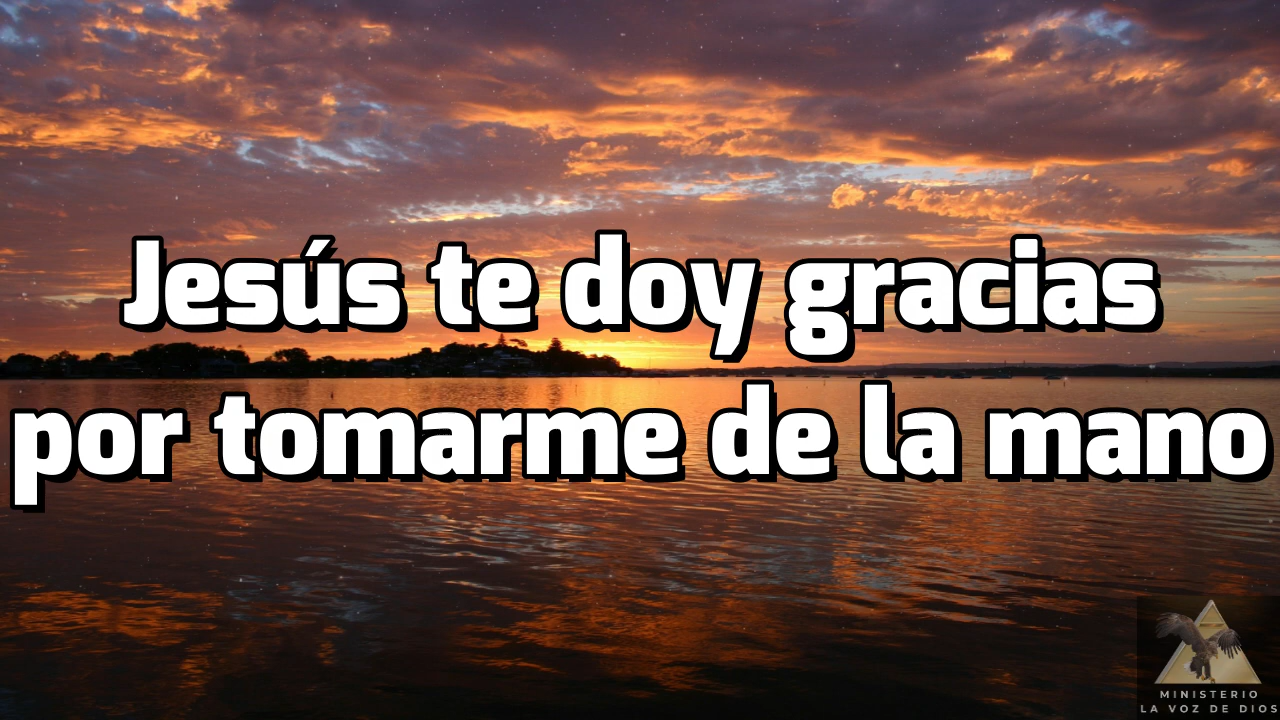 Jesús te doy gracias
por tomarme de la mano
MINISTERIO
LA VOZ DE DIOS